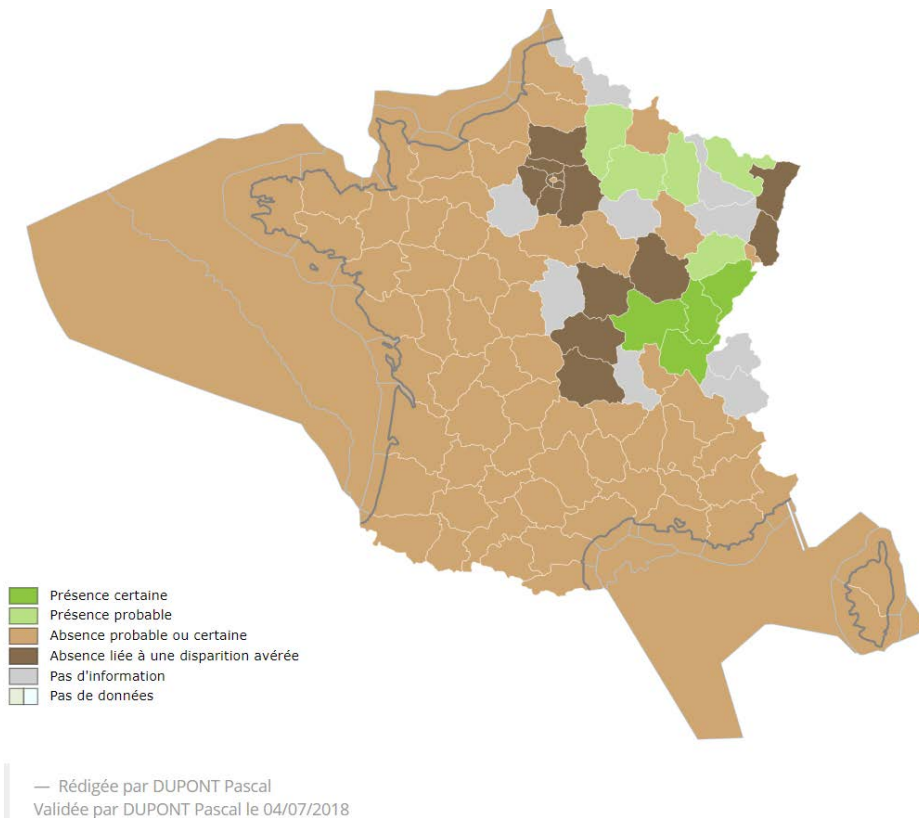 Présence certaine
Présence probable
Absence probable ou certaine
Absence liée à une disparition avérée
Pas d'information
Pas de données
— Rédigée par DUPONT Pascal
Validée par DUPONT Pascal le 04/07/2018